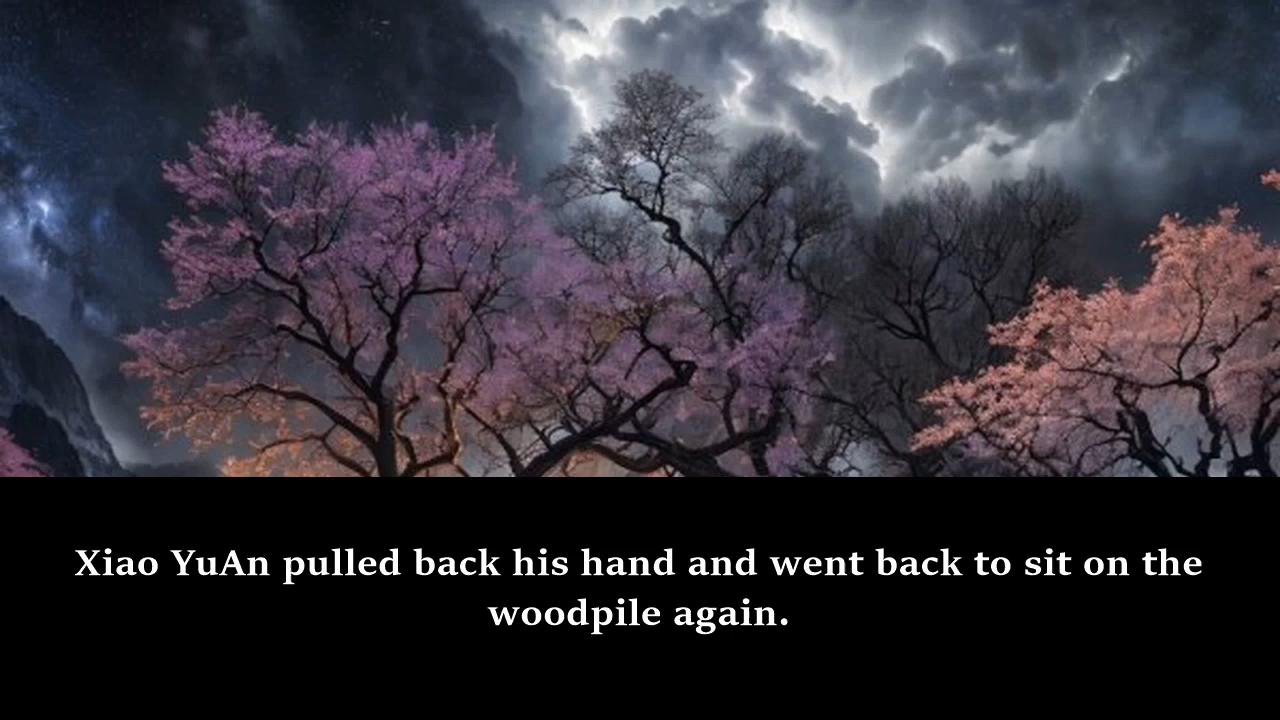 Xiao YuAn pulled back his hand and went back to sit on the
woodpile again.